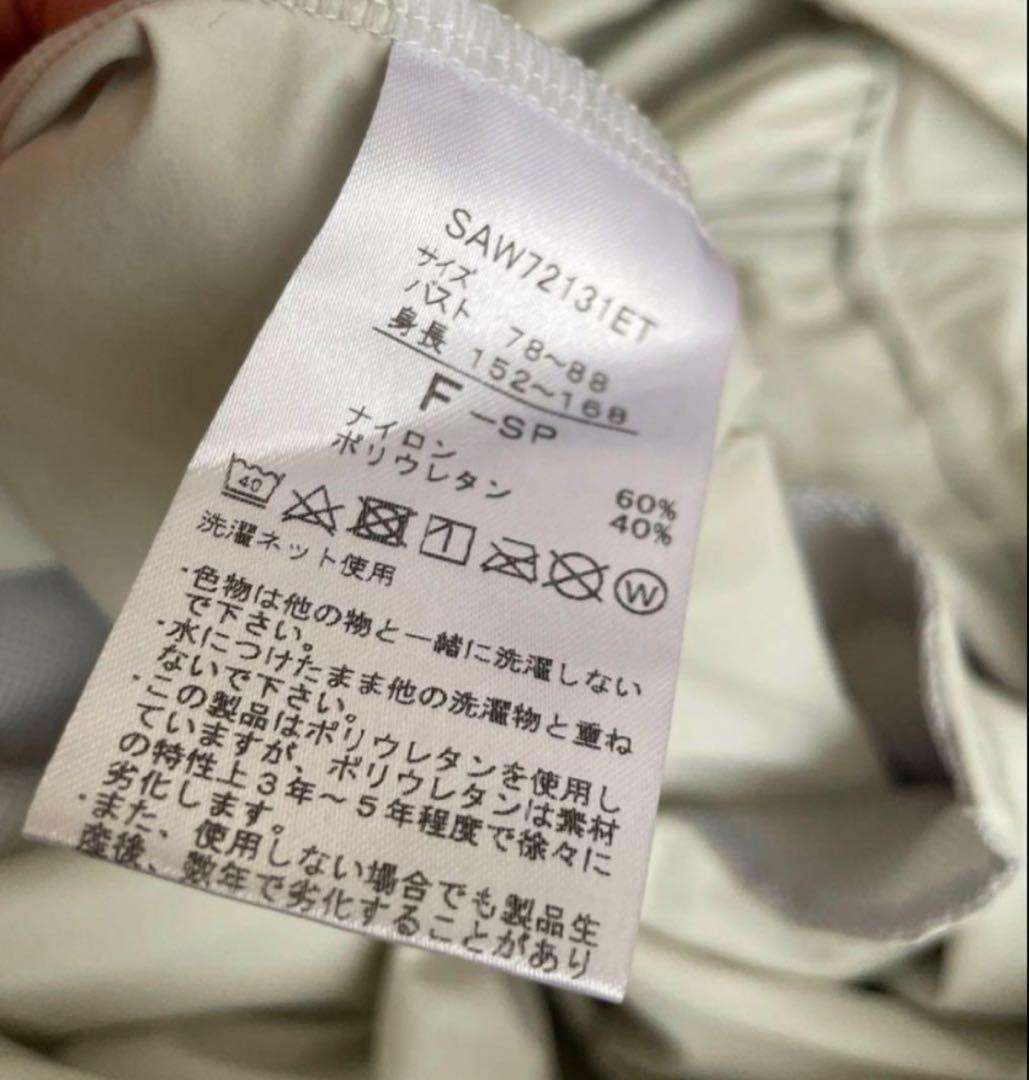 SAW72131ET
サイズ
バスト 78〜88
身長 152〜168
F-SP
ナイロン 60%
ポリウレタン 40%
40
W
洗濯ネット使用
・色物は他の物と一緒に洗濯しない
で下さい。
・水につけたまま他の洗濯物と重ね
ないで下さい。
・この製品はポリウレタンを使用し
ていますが、ポリウレタンは素材
の特性上3年〜5年程度で徐々に
劣化します。
・また、使用しない場合でも製品生
産後、数年で劣化することがあり